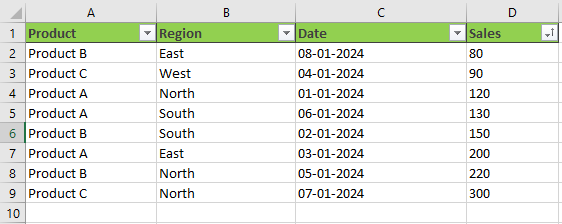 A B C D
1 Product Region Date Sales
2 Product B East 08-01-2024 80
3 Product C West 04-01-2024 90
4 Product A North 01-01-2024 120
5 Product A South 06-01-2024 130
6 Product B South 02-01-2024 150
7 Product A East 03-01-2024 200
8 Product B North 05-01-2024 220
9 Product C North 07-01-2024 300
10